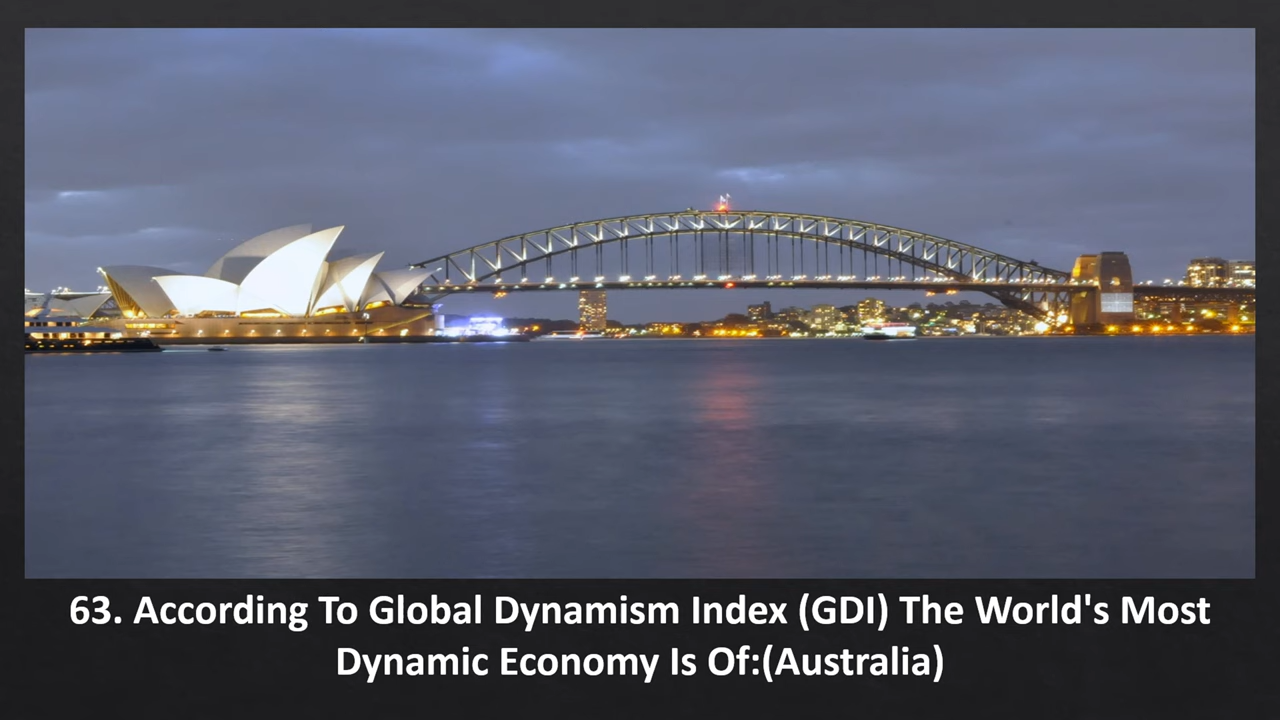 63. According To Global Dynamism Index (GDI) The World's Most
Dynamic Economy Is Of:(Australia)